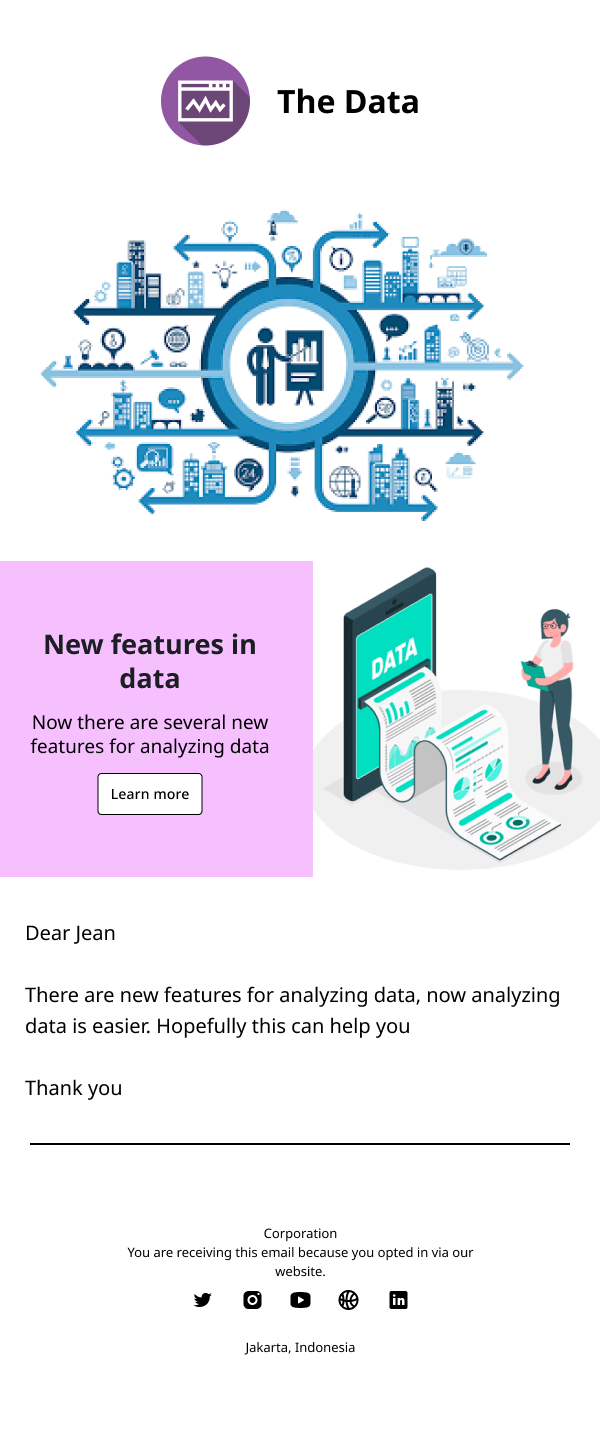 The Data
24
New features in
data
Now there are several new
features for analyzing data
Learn more
DATA
Dear Jean
There are new features for analyzing data, now analyzing
data is easier. Hopefully this can help you
Thank you
Corporation
You are receiving this email because you opted in via our
website.
Jakarta, Indonesia